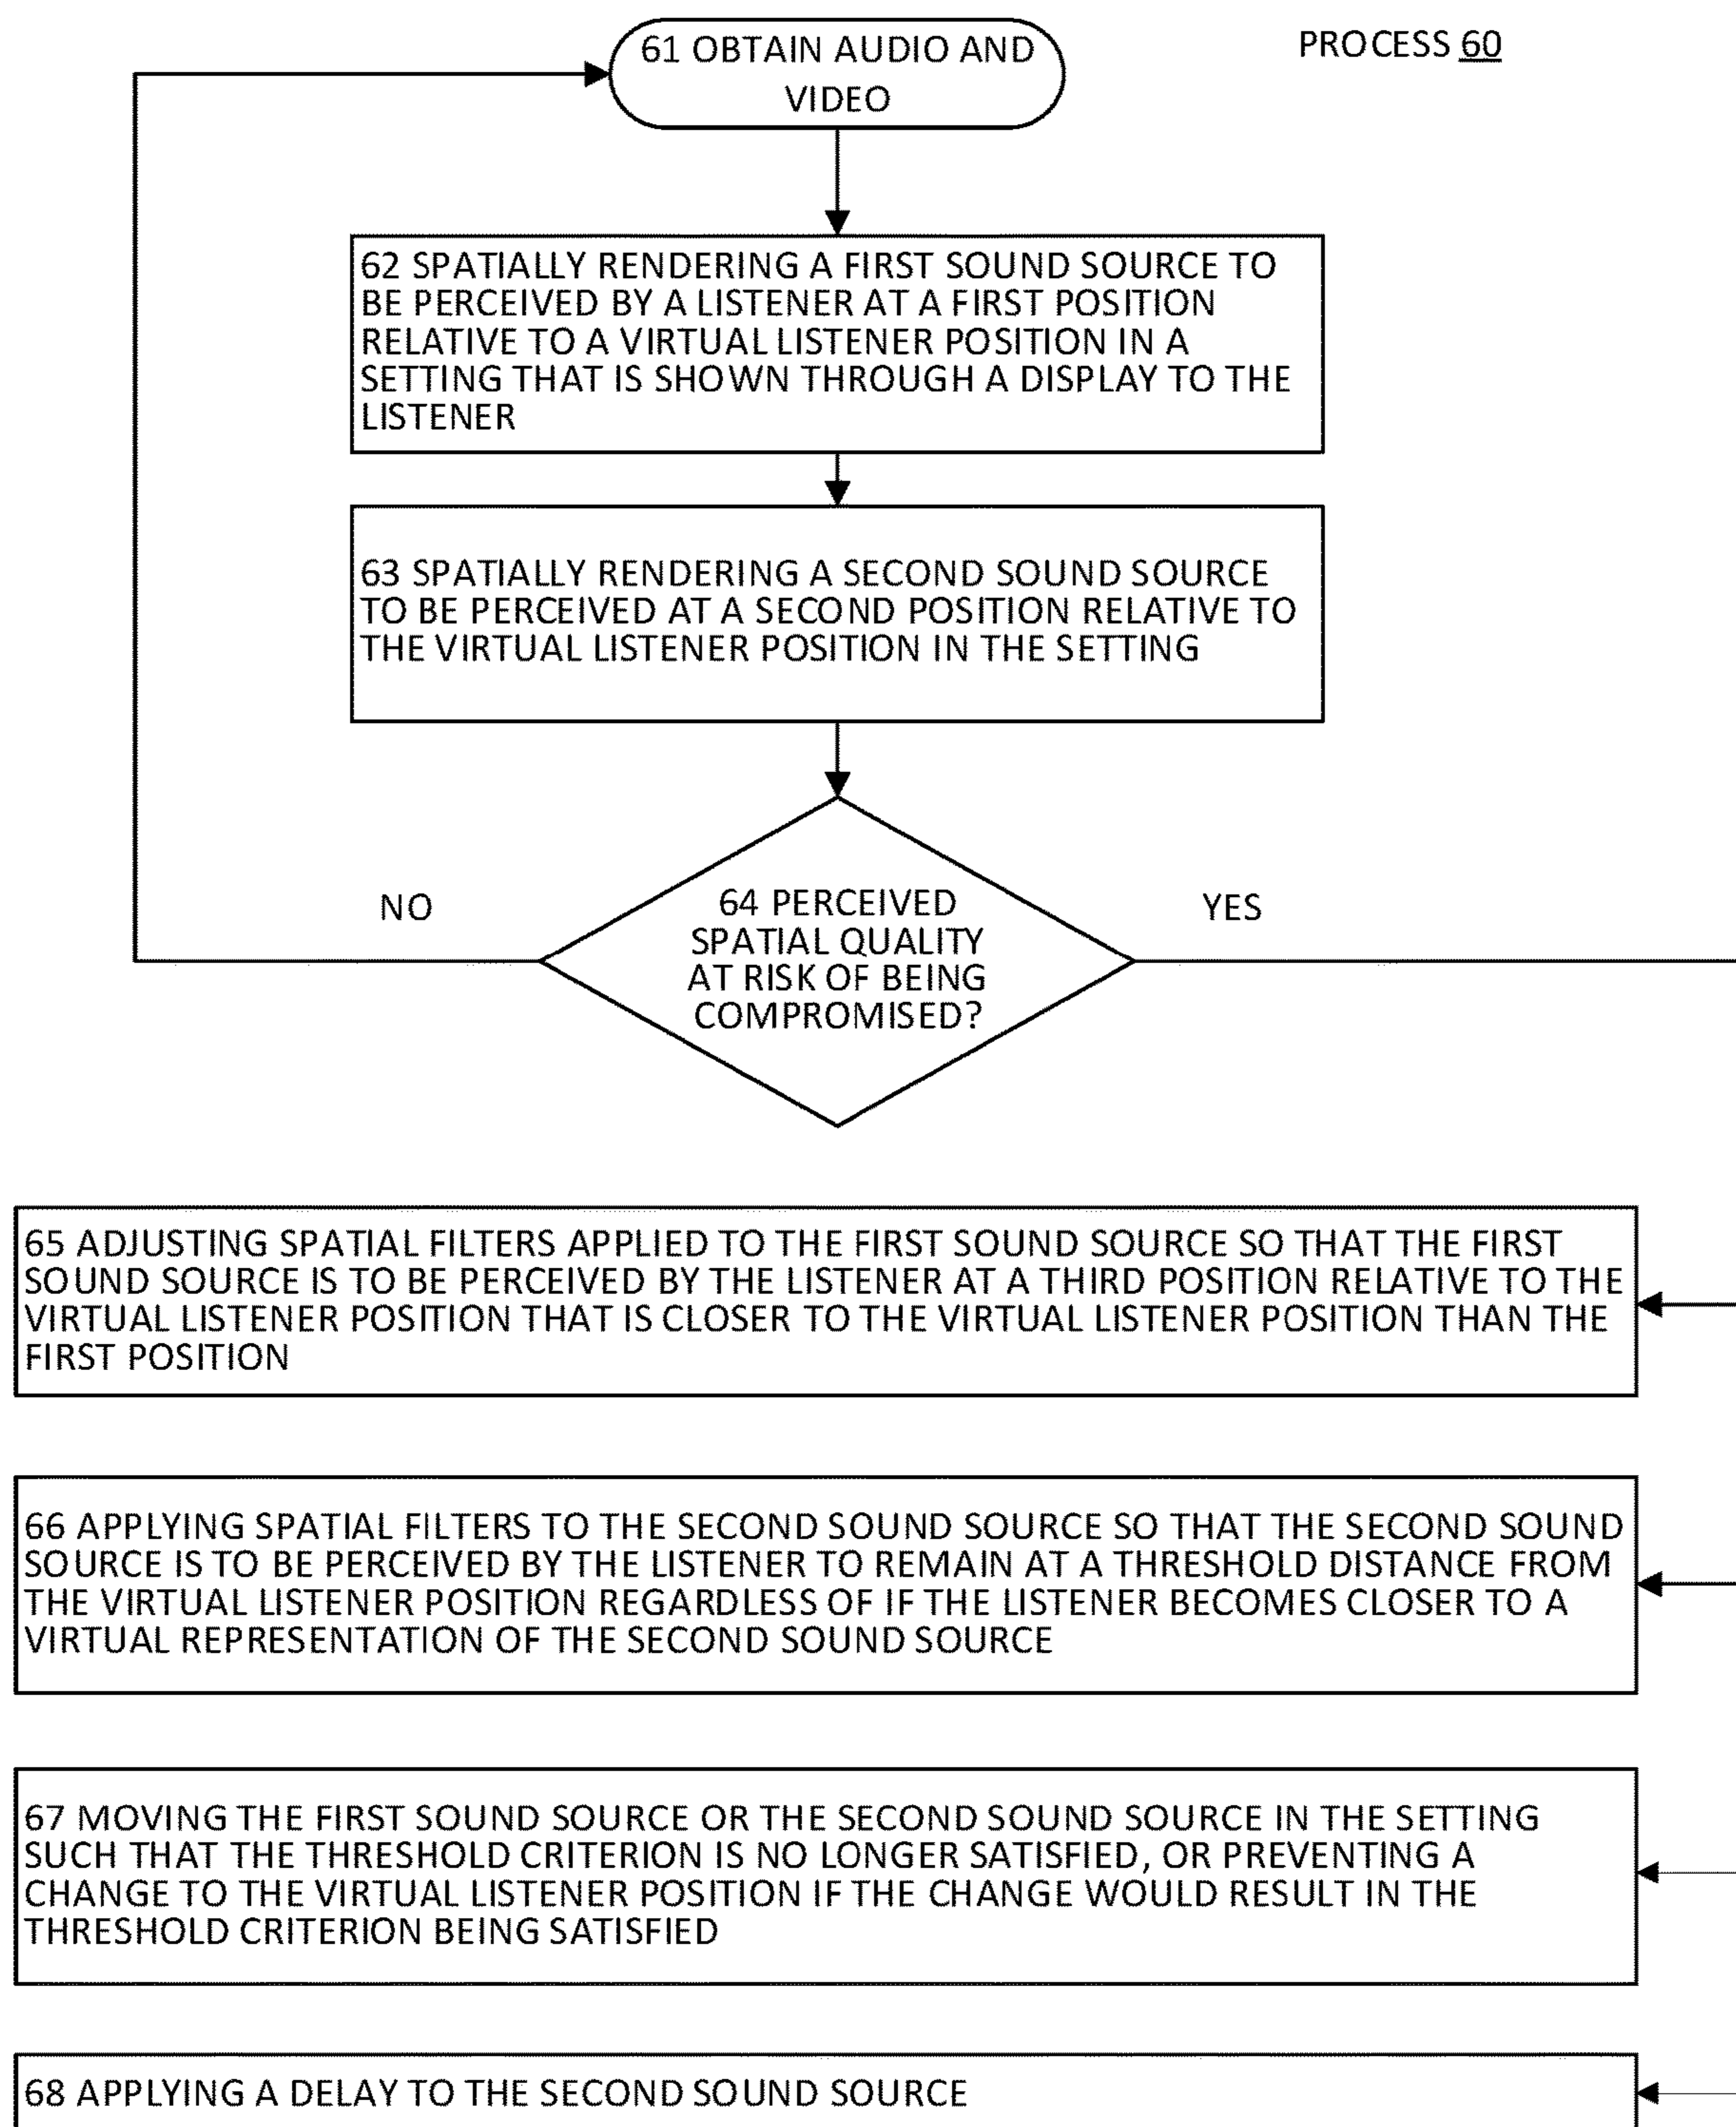 61 OBTAIN AUDIO AND
VIDEO
PROCESS 60
62 SPATIALLY RENDERING A FIRST SOUND SOURCE TO
BE PERCEIVED BY A LISTENER AT A FIRST POSITION
RELATIVE TO A VIRTUAL LISTENER POSITION IN A
SETTING THAT IS SHOWN THROUGH A DISPLAY TO THE
LISTENER
63 SPATIALLY RENDERING A SECOND SOUND SOURCE
TO BE PERCEIVED AT A SECOND POSITION RELATIVE TO
THE VIRTUAL LISTENER POSITION IN THE SETTING
NO
64 PERCEIVED
SPATIAL QUALITY
AT RISK OF BEING
COMPROMISED?
YES
65 ADJUSTING SPATIAL FILTERS APPLIED TO THE FIRST SOUND SOURCE SO THAT THE FIRST
SOUND SOURCE IS TO BE PERCEIVED BY THE LISTENER AT A THIRD POSITION RELATIVE TO THE
VIRTUAL LISTENER POSITION THAT IS CLOSER TO THE VIRTUAL LISTENER POSITION THAN THE
FIRST POSITION
66 APPLYING SPATIAL FILTERS TO THE SECOND SOUND SOURCE SO THAT THE SECOND SOUND
SOURCE IS TO BE PERCEIVED BY THE LISTENER TO REMAIN AT A THRESHOLD DISTANCE FROM
THE VIRTUAL LISTENER POSITION REGARDLESS OF IF THE LISTENER BECOMES CLOSER TO A
VIRTUAL REPRESENTATION OF THE SECOND SOUND SOURCE
67 MOVING THE FIRST SOUND SOURCE OR THE SECOND SOUND SOURCE IN THE SETTING
SUCH THAT THE THRESHOLD CRITERION IS NO LONGER SATISFIED, OR PREVENTING A
CHANGE TO THE VIRTUAL LISTENER POSITION IF THE CHANGE WOULD RESULT IN THE
THRESHOLD CRITERION BEING SATISFIED
68 APPLYING A DELAY TO THE SECOND SOUND SOURCE